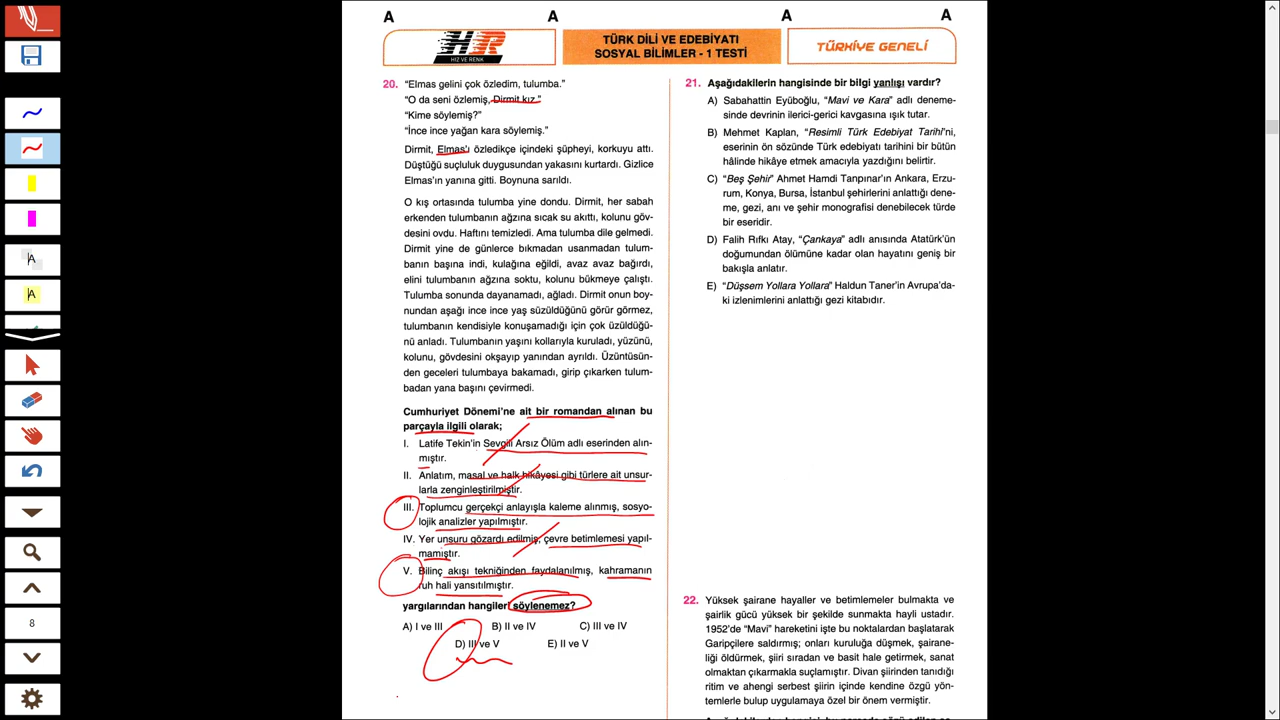 A
A
A
A
HR
HIZ VE RENK
TÜRK DİLİ VE EDEBİYATI
SOSYAL BİLİMLER - 1 TESTİ
TÜRKİYE GENELİ
20. “Elmas gelini çok özledim, tulumba.”
“O da seni özlemiş, Dirmit kız.”
“Kime söylemiş?”
“İnce ince yağan kara söylemiş.”
Dirmit, Elmas'ı özledikçe içindeki şüpheyi, korkuyu attı.
Düştüğü suçluluk duygusundan yakasını kurtardı. Gizlice
Elmas'ın yanına gitti. Boynuna sarıldı.
O kış ortasında tulumba yine dondu. Dirmit, her sabah
erkenden tulumbanın ağzına sıcak su akıttı, kolunu göv-
desini ovdu. Haftını temizledi. Ama tulumba dile gelmedi.
Dirmit yine de günlerce bıkmadan usanmadan tulum-
banın başına indi, kulağına eğildi, avaz avaz bağırdı,
elini tulumbanın ağzına soktu, kolunu bükmeye çalıştı.
Tulumba sonunda dayanamadı, ağladı. Dirmit onun boy-
nundan aşağı ince ince yaş süzüldüğünü görür görmez,
tulumbanın kendisiyle konuşamadığı için çok üzüldüğü-
nü anladı. Tulumbanın yaşını kollarıyla kuruladı, yüzünü,
kolunu, gövdesini okşayıp yanından ayrıldı. Üzüntüsün-
den geceleri tulumbaya bakamadı, girip çıkarken tulum-
badan yana başını çevirmedi.
Cumhuriyet Dönemi'ne ait bir romandan alınan bu
parçayla ilgili olarak;
I. Latife Tekin'in Sevgili Arsız Ölüm adlı eserinden alın-
mıştır.
II. Anlatım, masal ve halk hikâyesi gibi türlere ait unsur-
larla zenginleştirilmiştir.
III. Toplumcu gerçekçi anlayışla kaleme alınmış, sosyo-
lojik analizler yapılmıştır.
IV. Yer unsuru gözardı edilmiş, çevre betimlemesi yapıl-
mamıştır.
V. Bilinç akışı tekniğinden faydalanılmış, kahramanın
ruh hali yansıtılmıştır.
yargılarından hangileri söylenemez?
A) I ve III B) II ve IV C) III ve IV
D) III ve V E) II ve V
21. Aşağıdakilerin hangisinde bir bilgi yanlışı vardır?
A) Sabahattin Eyüboğlu, “Mavi ve Kara” adlı deneme-
sinde devrinin ilerici-gerici kavgasına ışık tutar.
B) Mehmet Kaplan, “Resimli Türk Edebiyat Tarihi”ni,
eserinin ön sözünde Türk edebiyatı tarihini bir bütün
hâlinde hikâye etmek amacıyla yazdığını belirtir.
C) “Beş Şehir” Ahmet Hamdi Tanpınar'ın Ankara, Erzu-
rum, Konya, Bursa, İstanbul şehirlerini anlattığı dene-
me, gezi, anı ve şehir monografisi denebilecek türde
bir eseridir.
D) Falih Rıfkı Atay, “Çankaya” adlı anısında Atatürk'ün
doğumundan ölümüne kadar olan hayatını geniş bir
bakışla anlatır.
E) “Düşsem Yollara Yollara” Haldun Taner'in Avrupa'da-
ki izlenimlerini anlattığı gezi kitabıdır.
22. Yüksek şairane hayaller ve betimlemeler bulmakta ve
şairlik gücü yüksek bir şekilde sunmakta hayli ustadır.
1952'de “Mavi” hareketini işte bu noktalardan başlatarak
Garipçilere saldırmış; onları kuruluğa düşmek, şairane-
liği öldürmek, şiiri sıradan ve basit hale getirmek, sanat
olmaktan çıkarmakla suçlamıştır. Divan şiirinden tanıdığı
ritim ve ahengi serbest şiirin içinde kendine özgü yön-
temlerle bulup uygulamaya özel bir önem vermiştir.
A
A
8